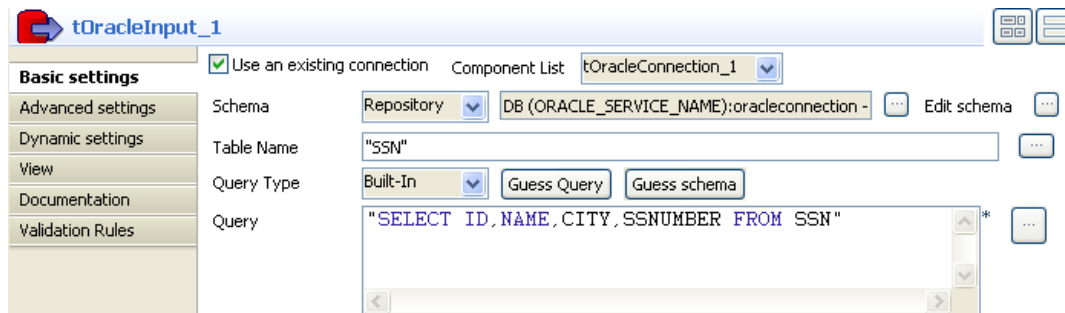 tOracleInput_1
Basic settings
Use an existing connection Component List tOracleConnection_1
Advanced settings
Schema Repository DB (ORACLE_SERVICE_NAME):oracleconnection - ... Edit schema ...
Dynamic settings
Table Name "SSN" ...
View
Query Type Built-In Guess Query Guess schema
Documentation
Validation Rules
Query "SELECT ID,NAME,CITY,SSNUMBER FROM SSN" * ...